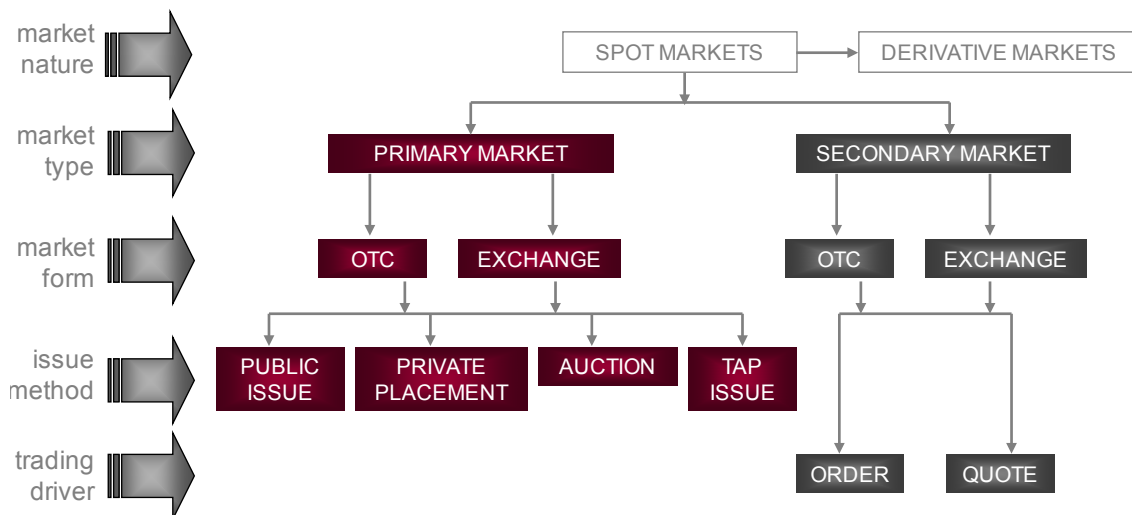 market
nature
SPOT MARKETS
DERIVATIVE MARKETS
market
type
PRIMARY MARKET
SECONDARY MARKET
market
form
OTC
EXCHANGE
OTC
EXCHANGE
issue
method
PUBLIC
ISSUE
PRIVATE
PLACEMENT
AUCTION
TAP
ISSUE
trading
driver
ORDER
QUOTE